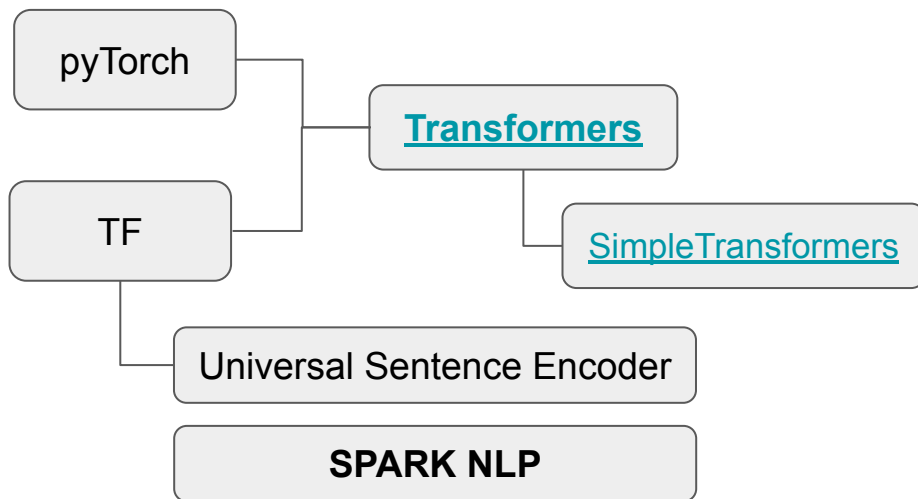 pyTorch
Transformers
TF
SimpleTransformers
Universal Sentence Encoder
SPARK NLP